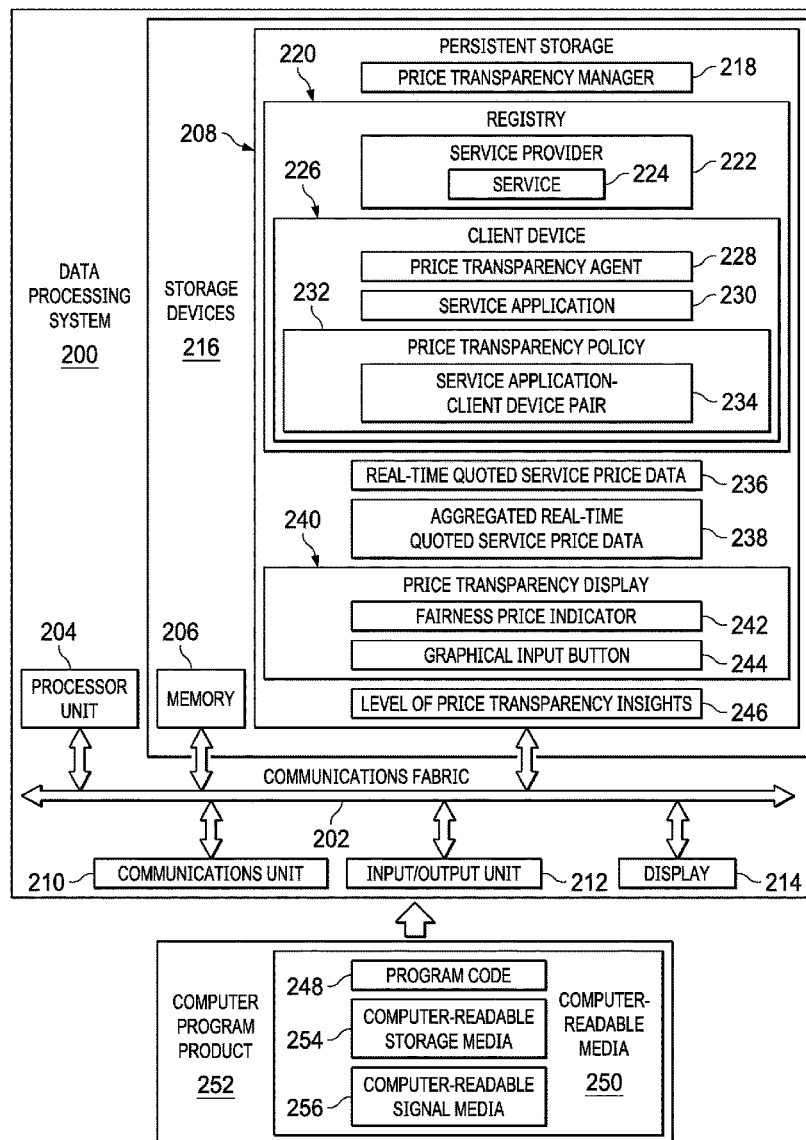 PERSISTENT STORAGE
220
PRICE TRANSPARENCY MANAGER
218
REGISTRY
208
SERVICE PROVIDER
222
SERVICE
224
226
CLIENT DEVICE
PRICE TRANSPARENCY AGENT
228
DATA
PROCESSING
SYSTEM
200
STORAGE
DEVICES
216
SERVICE APPLICATION
230
232
PRICE TRANSPARENCY POLICY
SERVICE APPLICATION-
CLIENT DEVICE PAIR
234
REAL-TIME QUOTED SERVICE PRICE DATA
236
240
AGGREGATED REAL-TIME
QUOTED SERVICE PRICE DATA
238
PRICE TRANSPARENCY DISPLAY
FAIRNESS PRICE INDICATOR
242
GRAPHICAL INPUT BUTTON
244
204
PROCESSOR
UNIT
206
MEMORY
LEVEL OF PRICE TRANSPARENCY INSIGHTS
246
COMMUNICATIONS FABRIC
202
210
COMMUNICATIONS UNIT
INPUT/OUTPUT UNIT
212
DISPLAY
214
COMPUTER
PROGRAM
PRODUCT
252
248
PROGRAM CODE
254
COMPUTER-READABLE
STORAGE MEDIA
256
COMPUTER-READABLE
SIGNAL MEDIA
COMPUTER-
READABLE
MEDIA
250